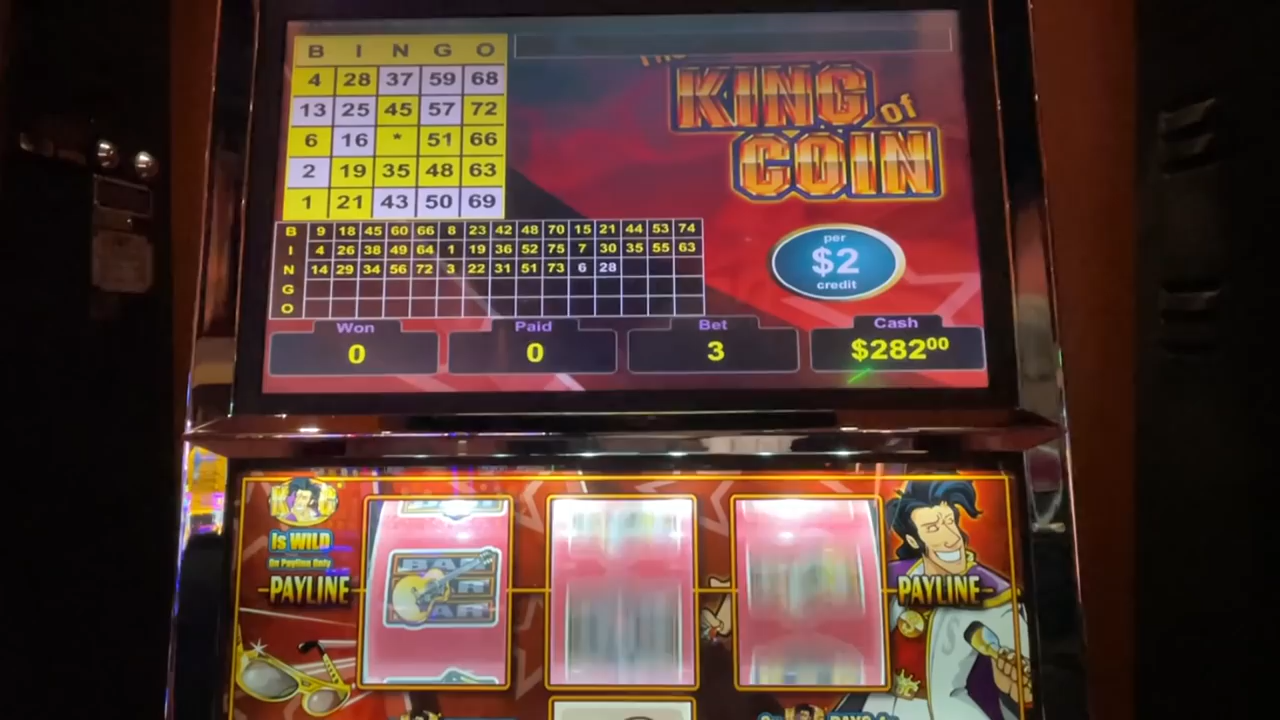 B I N G O
4 28 37 59 68
13 25 45 57 72
6 16 * 51 66
2 19 35 48 63
1 21 43 50 69
The
KING
of
COIN
B 9 18 45 60 66 8 23 42 48 70 15 21 44 53 74
I 4 26 38 49 64 1 19 36 52 75 7 30 35 55 63
N 14 29 34 56 72 3 22 31 51 73 6 28
G
O
per
$2
credit
Won Paid Bet Cash
0 0 3 $282⁰⁰
is WILD
On Payline Only
-PAYLINE PAYLINE-
BAR
BAR
BAR